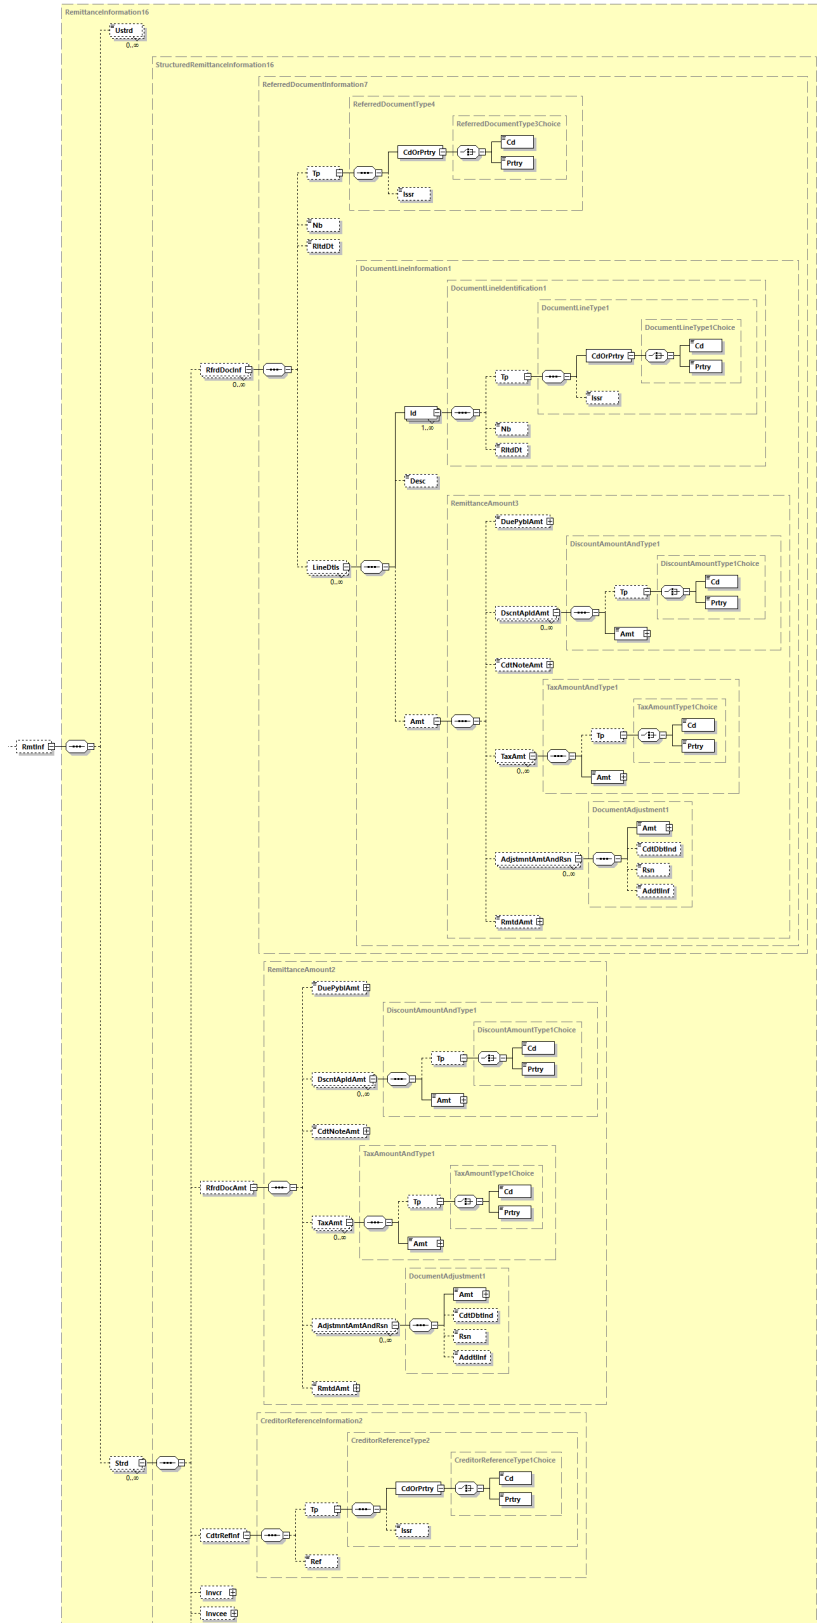 RemittanceInformation16
Ustrd
0..∞
StructuredRemittanceInformation16
ReferredDocumentInformation7
ReferredDocumentType4
ReferredDocumentType3Choice
Cd
CdOrPrtry
Prtry
Tp
Issr
Nb
RltdDt
DocumentLineInformation1
DocumentLineIdentification1
DocumentLineType1
DocumentLineType1Choice
Cd
CdOrPrtry
Prtry
RfrdDocInf
0..∞
Tp
Issr
Id
1..∞
Nb
RltdDt
Desc
RemittanceAmount3
DuePyblAmt
DiscountAmountAndType1
DiscountAmountType1Choice
LineDtls
0..∞
Cd
Tp
Prtry
DscntApldAmt
0..∞
Amt
CdtNoteAmt
TaxAmountAndType1
TaxAmountType1Choice
Amt
Cd
Tp
Prtry
RmtInf
TaxAmt
0..∞
Amt
DocumentAdjustment1
Amt
CdtDbtInd
AdjstmntAmtAndRsn
0..∞
Rsn
AddtlInf
RmtdAmt
RemittanceAmount2
DuePyblAmt
DiscountAmountAndType1
DiscountAmountType1Choice
Cd
Tp
Prtry
DscntApldAmt
0..∞
Amt
CdtNoteAmt
TaxAmountAndType1
TaxAmountType1Choice
RfrdDocAmt
Cd
Tp
Prtry
TaxAmt
0..∞
Amt
DocumentAdjustment1
Amt
CdtDbtInd
AdjstmntAmtAndRsn
0..∞
Rsn
AddtlInf
RmtdAmt
CreditorReferenceInformation2
CreditorReferenceType2
CreditorReferenceType1Choice
Strd
0..∞
Cd
CdOrPrtry
Prtry
Tp
Issr
CdtrRefInf
Ref
Invcr
Invcee